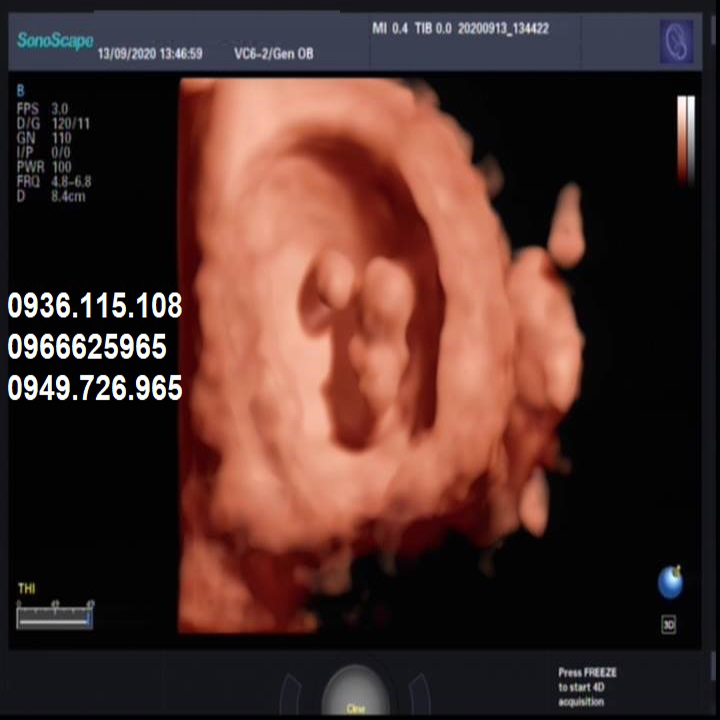 SonoScape
13/09/2020 13:46:59
VC6-2/Gen OB
MI 0.4 TIB 0.0 20200913_134422
B
FPS 3.0
D/G 120/11
GN 110
I/P 0/0
PWR 100
FRQ 4.8-6.8
D 8.4cm
0936.115.108
0966625965
0949.726.965
THI
3D
Press FREEZE
to start 4D
acquisition
Clear